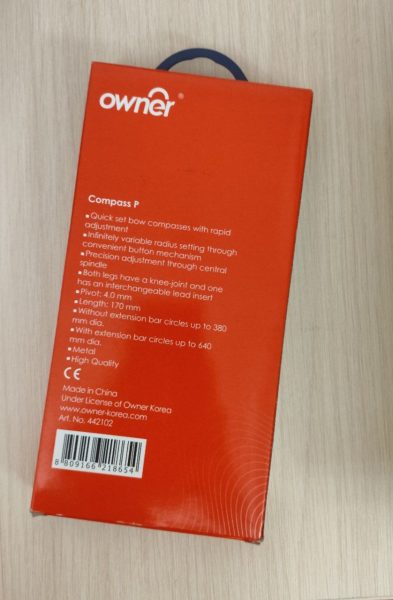 owner®
Compass P
▪Quick set bow compasses with rapid
adjustment
▪Infinitely variable radius setting through
convenient button mechanism
▪Precision adjustment through central
spindle
▪Both legs have a knee-joint and one
has an interchangeable lead insert
▪Pivot: 4.0 mm
▪Length: 170 mm
▪Without extension bar circles up to 380
mm dia.
▪With extension bar circles up to 640
mm dia.
▪Metal
▪High Quality
CE
Made in China
Under License of Owner Korea
www.owner-korea.com
Art. No. 442102
8 809166 218654